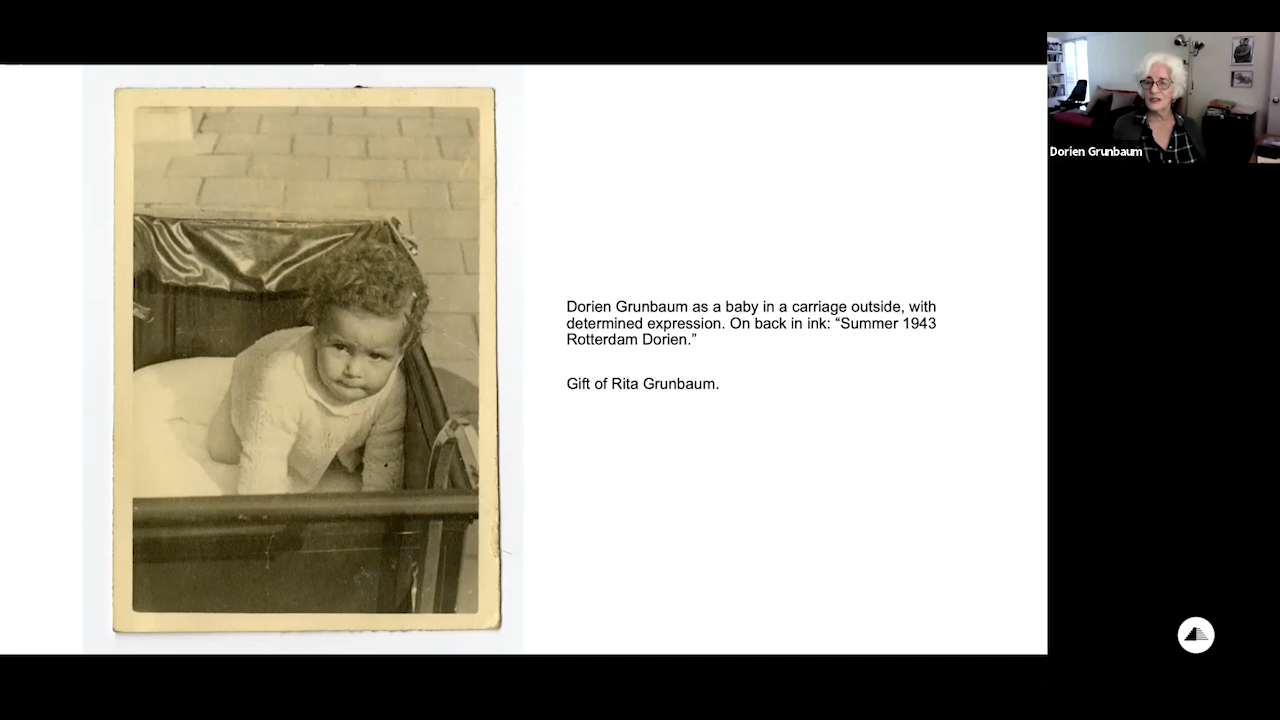 Dorien Grunbaum as a baby in a carriage outside, with
determined expression. On back in ink: “Summer 1943
Rotterdam Dorien.”
Gift of Rita Grunbaum.
Dorien Grunbaum